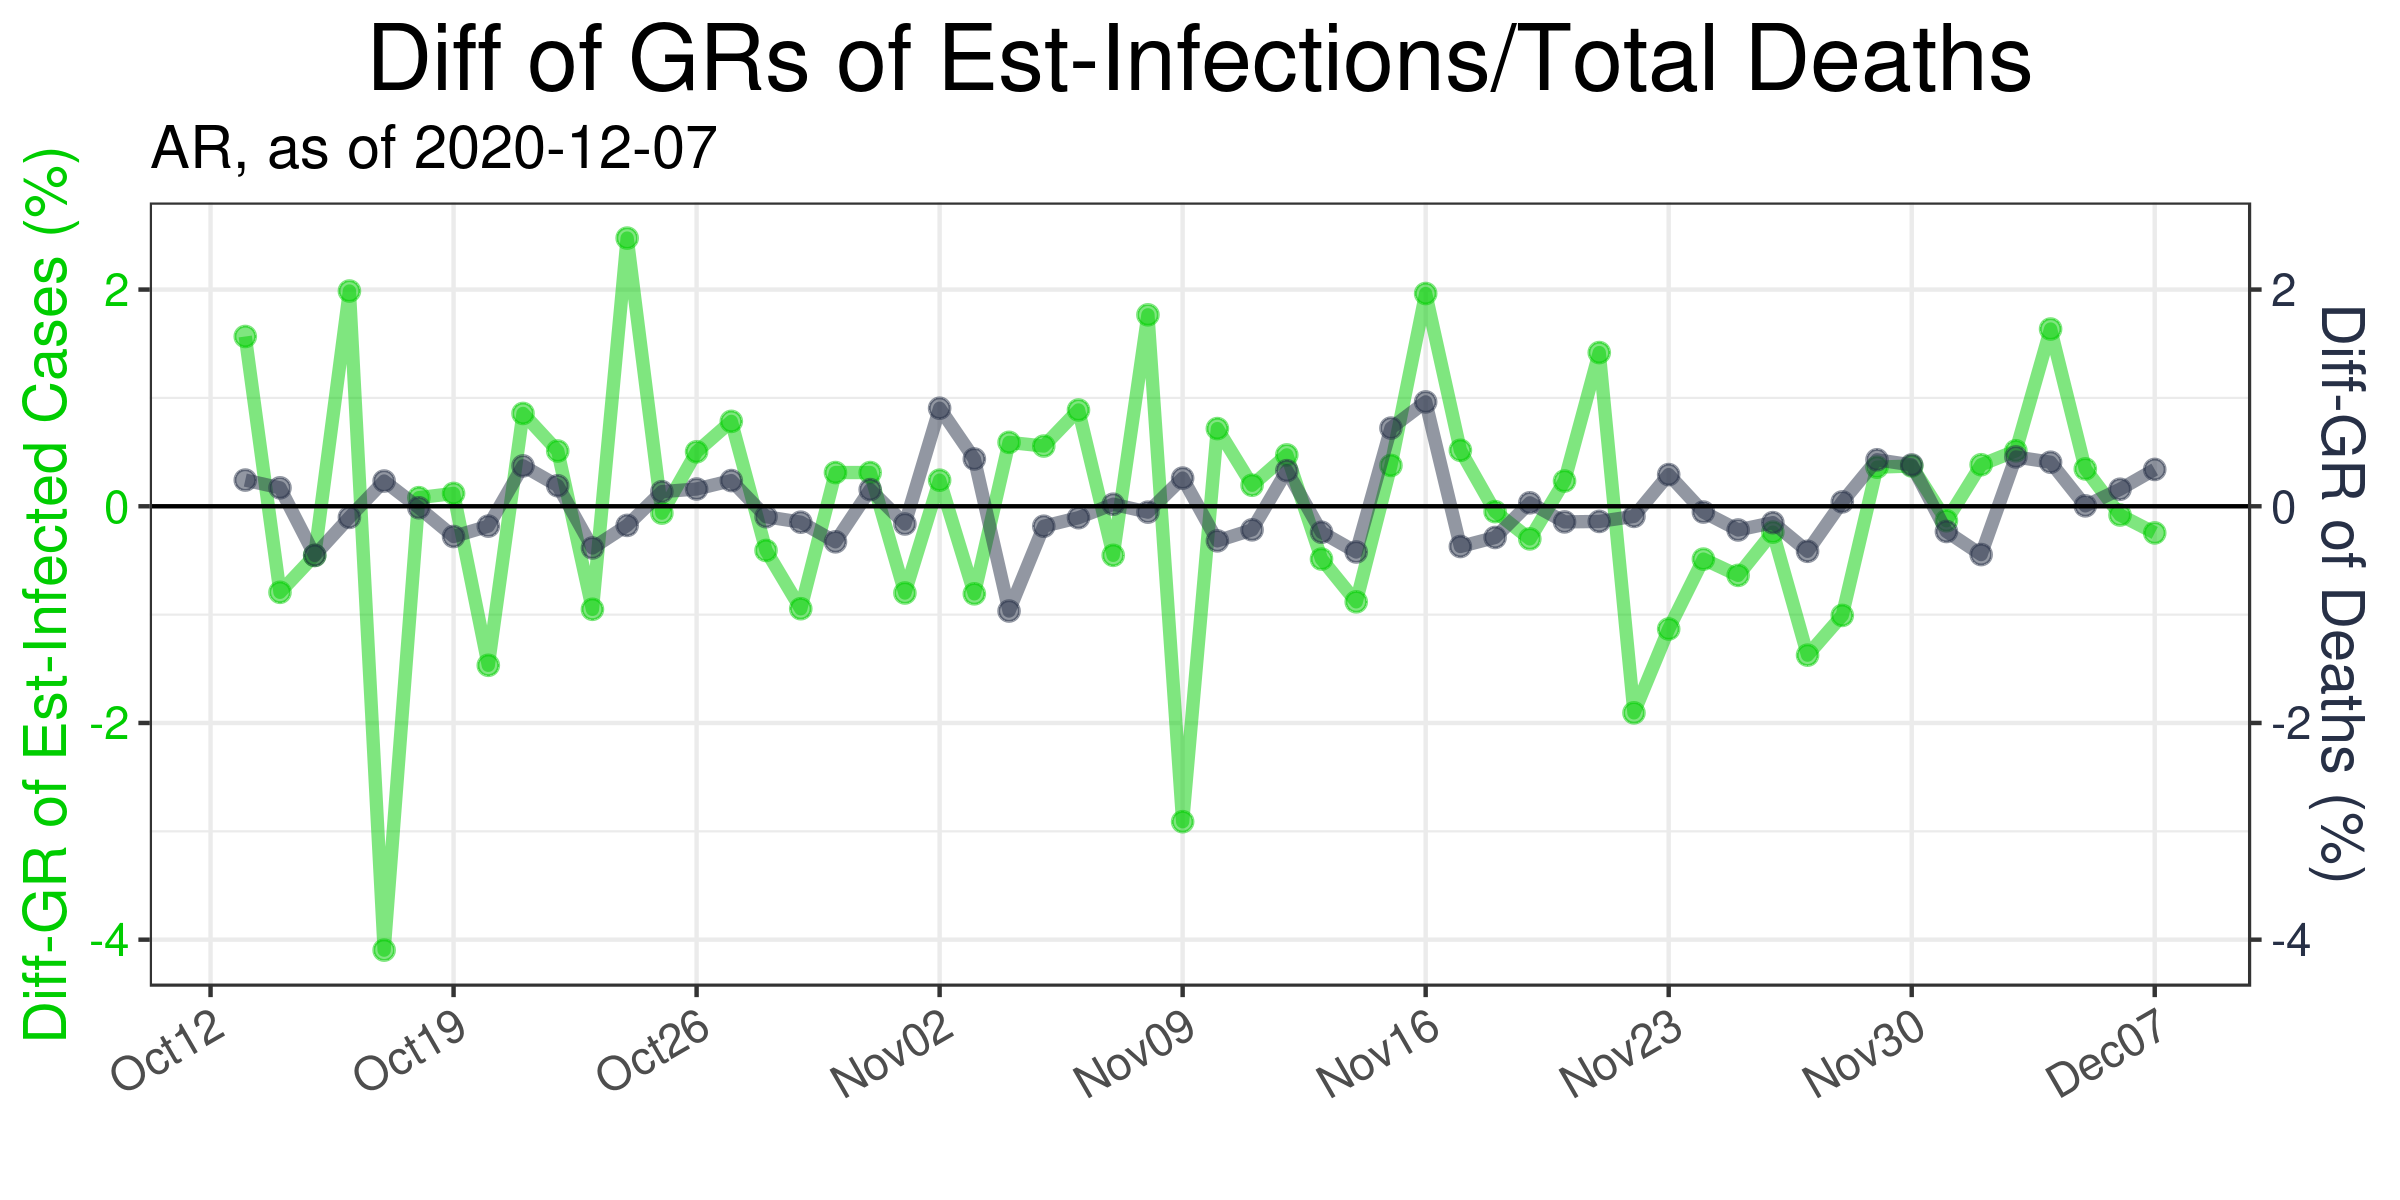 Diff of GRs of Est-Infections/Total Deaths
AR, as of 2020-12-07
Diff-GR of Est-Infected Cases (%)
2
0
-2
-4
2
0
-2
-4
Diff-GR of Deaths (%)
Oct12
Oct19
Oct26
Nov02
Nov09
Nov16
Nov23
Nov30
Dec07